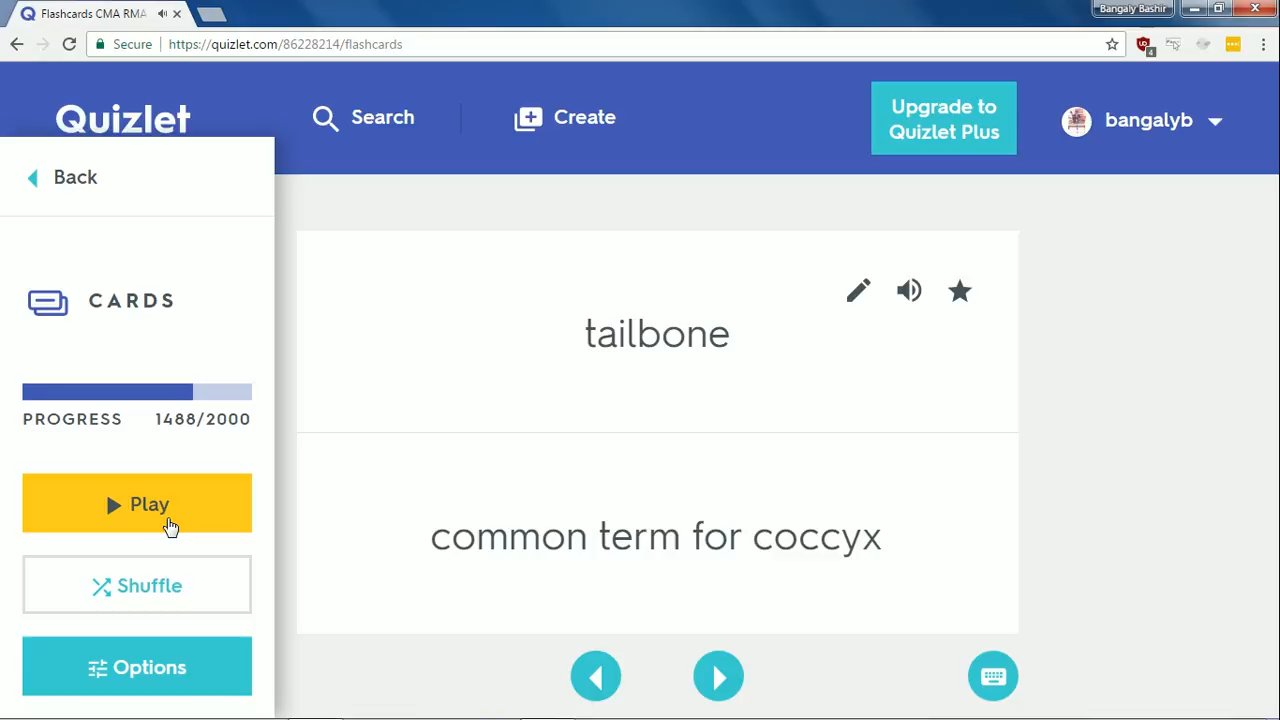 Flashcards CMA RMA
Bangaly Bashir
Secure
https://quizlet.com/86228214/flashcards
4
Quizlet
Search
Create
Upgrade to
Quizlet Plus
bangalyb
Back
CARDS
PROGRESS 1488/2000
Play
Shuffle
Options
tailbone
common term for coccyx